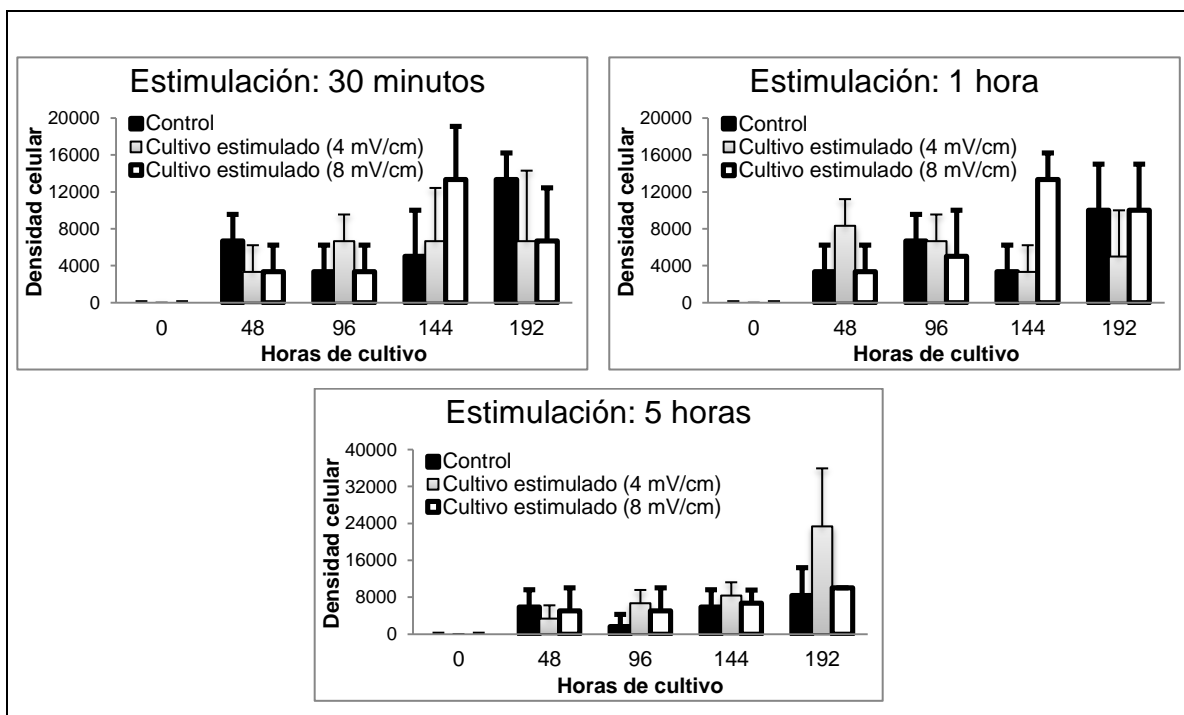 Estimulación: 30 minutos
Densidad celular
20000
16000
12000
8000
4000
0
Control
Cultivo estimulado (4 mV/cm)
Cultivo estimulado (8 mV/cm)
0 48 96 144 192
Horas de cultivo
Estimulación: 1 hora
Densidad celular
20000
16000
12000
8000
4000
0
Control
Cultivo estimulado (4 mV/cm)
Cultivo estimulado (8 mV/cm)
0 48 96 144 192
Horas de cultivo
Estimulación: 5 horas
Densidad celular
40000
32000
24000
16000
8000
0
Control
Cultivo estimulado (4 mV/cm)
Cultivo estimulado (8 mV/cm)
0 48 96 144 192
Horas de cultivo